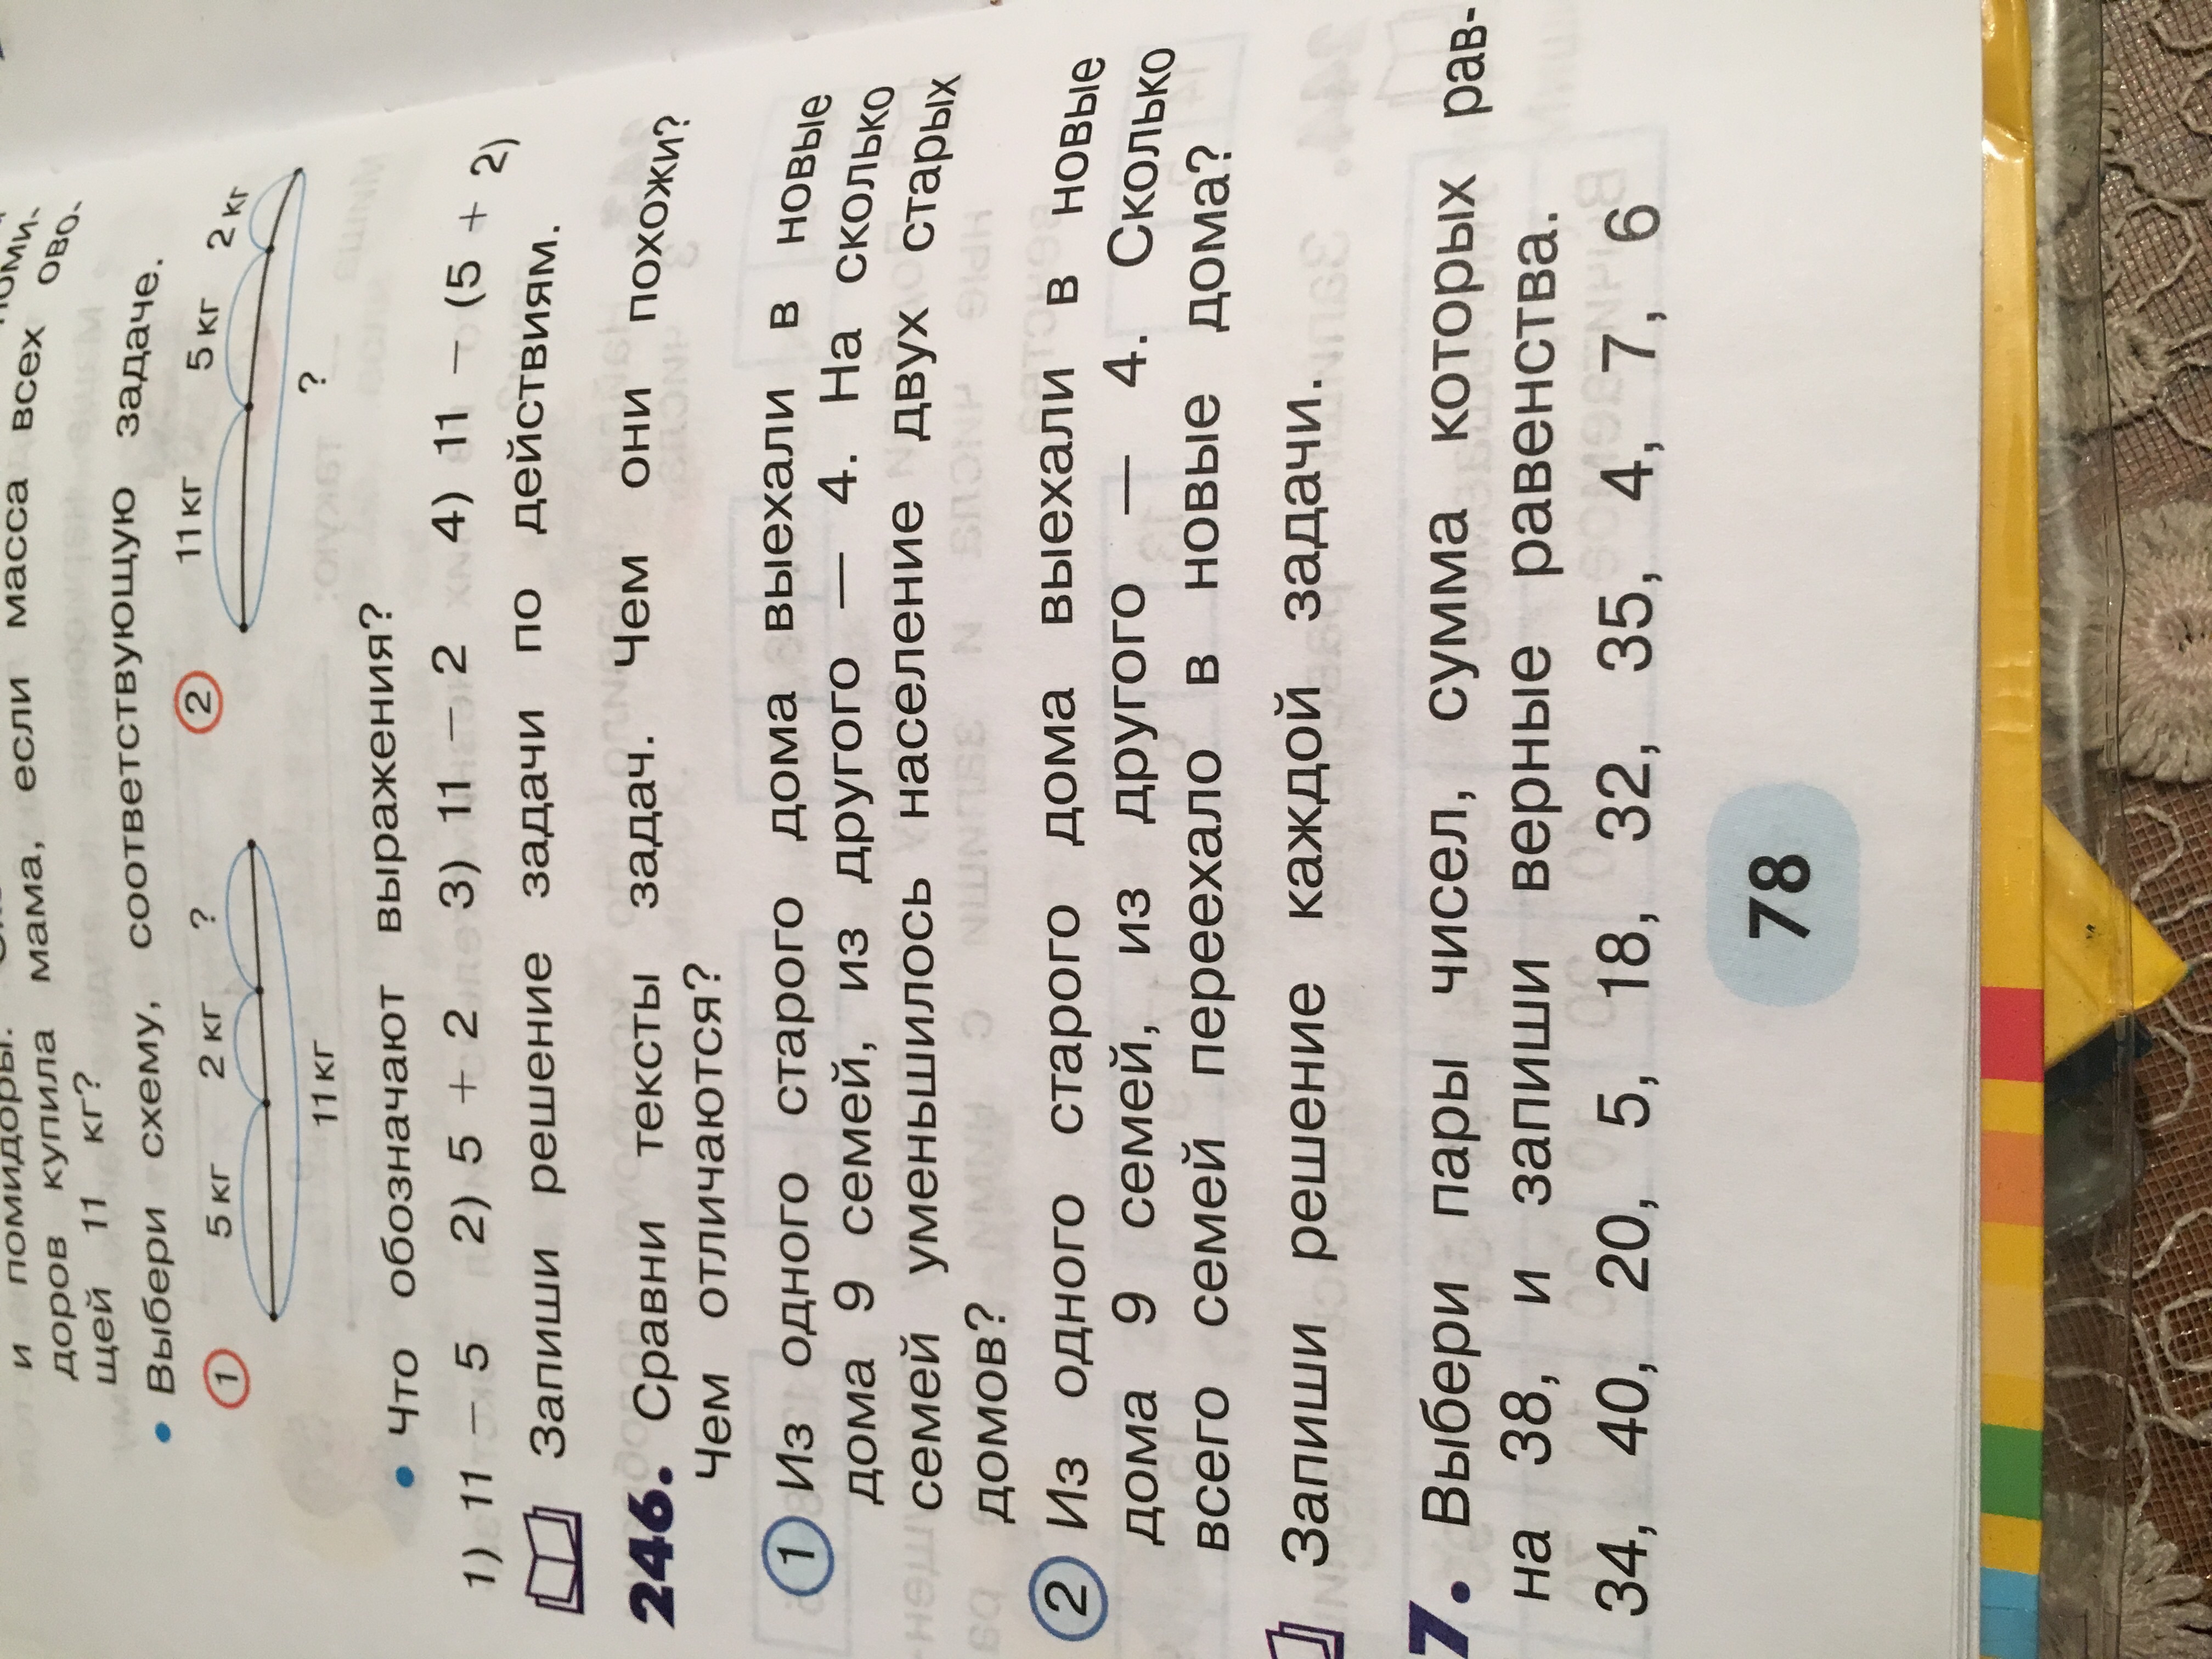 и помидоры.
доров купила мама, если масса всех
щей 11 кг?
• Выбери схему, соответствующую задаче.
1 5 кг 2 кг ? 11 кг
2 11 кг 5 кг 2 кг ?
• Что обозначают выражения?
1) 11 – 5 2) 5 + 2 3) 11 – 2 4) 11 – (5 + 2)
Запиши решение задачи по действиям.
246. Сравни тексты задач. Чем они похожи?
Чем отличаются?
1 Из одного старого дома выехали в новые
дома 9 семей, из другого — 4. На сколько
семей уменьшилось население двух старых
домов?
2 Из одного старого дома выехали в новые
дома 9 семей, из другого — 4. Сколько
всего семей переехало в новые дома?
Запиши решение каждой задачи.
7. Выбери пары чисел, сумма которых рав-
на 38, и запиши верные равенства.
34, 40, 20, 5, 18, 32, 35, 4, 7, 6
78